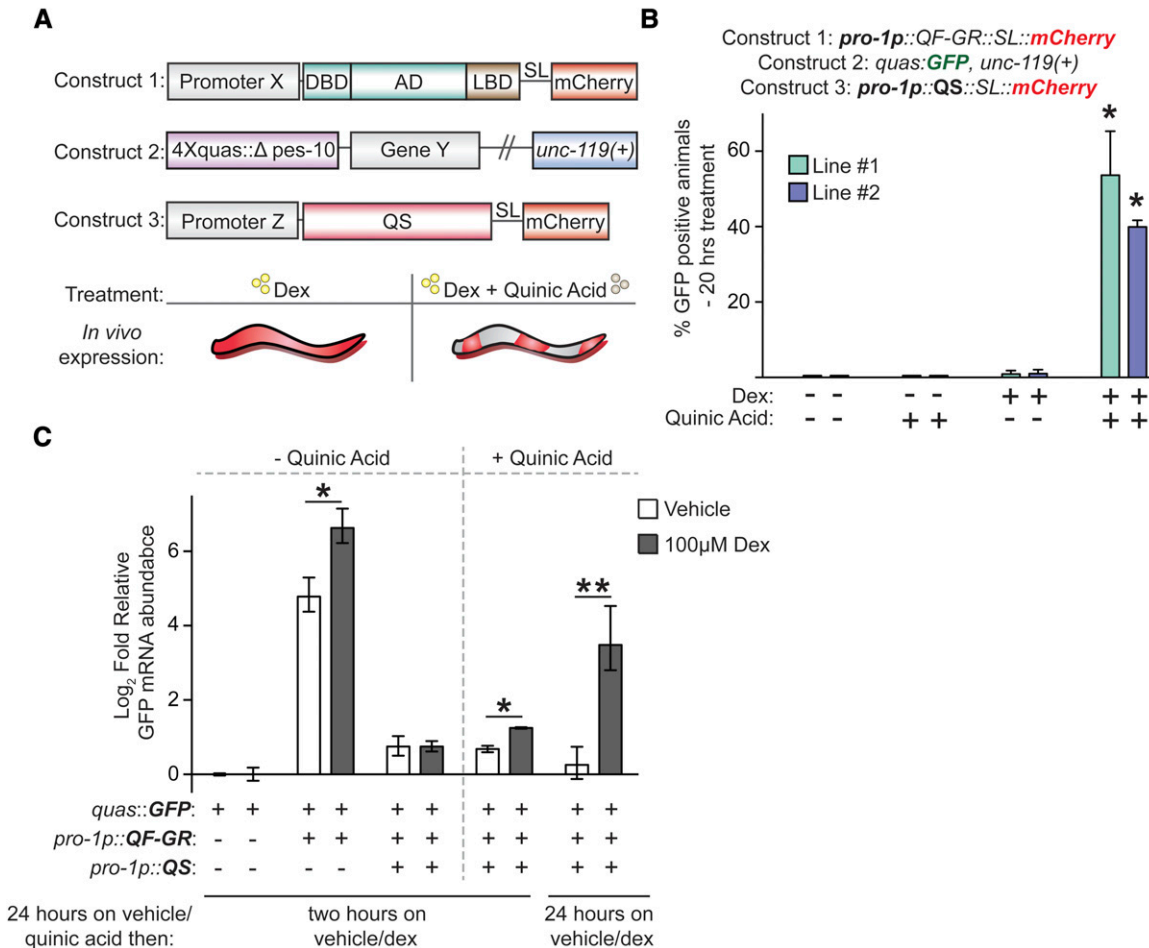 A
Construct 1: Promoter X DBD AD LBD SL mCherry
Construct 2: 4Xquas::Δ pes-10 Gene Y // unc-119(+)
Construct 3: Promoter Z QS SL mCherry
Treatment: Dex Dex + Quinic Acid
In vivo
expression:
B
Construct 1: pro-1p::QF-GR::SL::mCherry
Construct 2: quas:GFP, unc-119(+)
Construct 3: pro-1p::QS::SL::mCherry
% GFP positive animals
- 20 hrs treatment
60
40
20
Line #1
Line #2
*
*
Dex: - - - - + + + +
Quinic Acid: - - + + - - + +
C
- Quinic Acid + Quinic Acid
Log2 Fold Relative
GFP mRNA abundabce
6
4
2
0
* * **
Vehicle
100μM Dex
quas::GFP: + + + + + + + + + +
pro-1p::QF-GR: - - + + + + + + + +
pro-1p::QS: - - - - + + + + + +
24 hours on vehicle/
quinic acid then:
two hours on
vehicle/dex
24 hours on
vehicle/dex